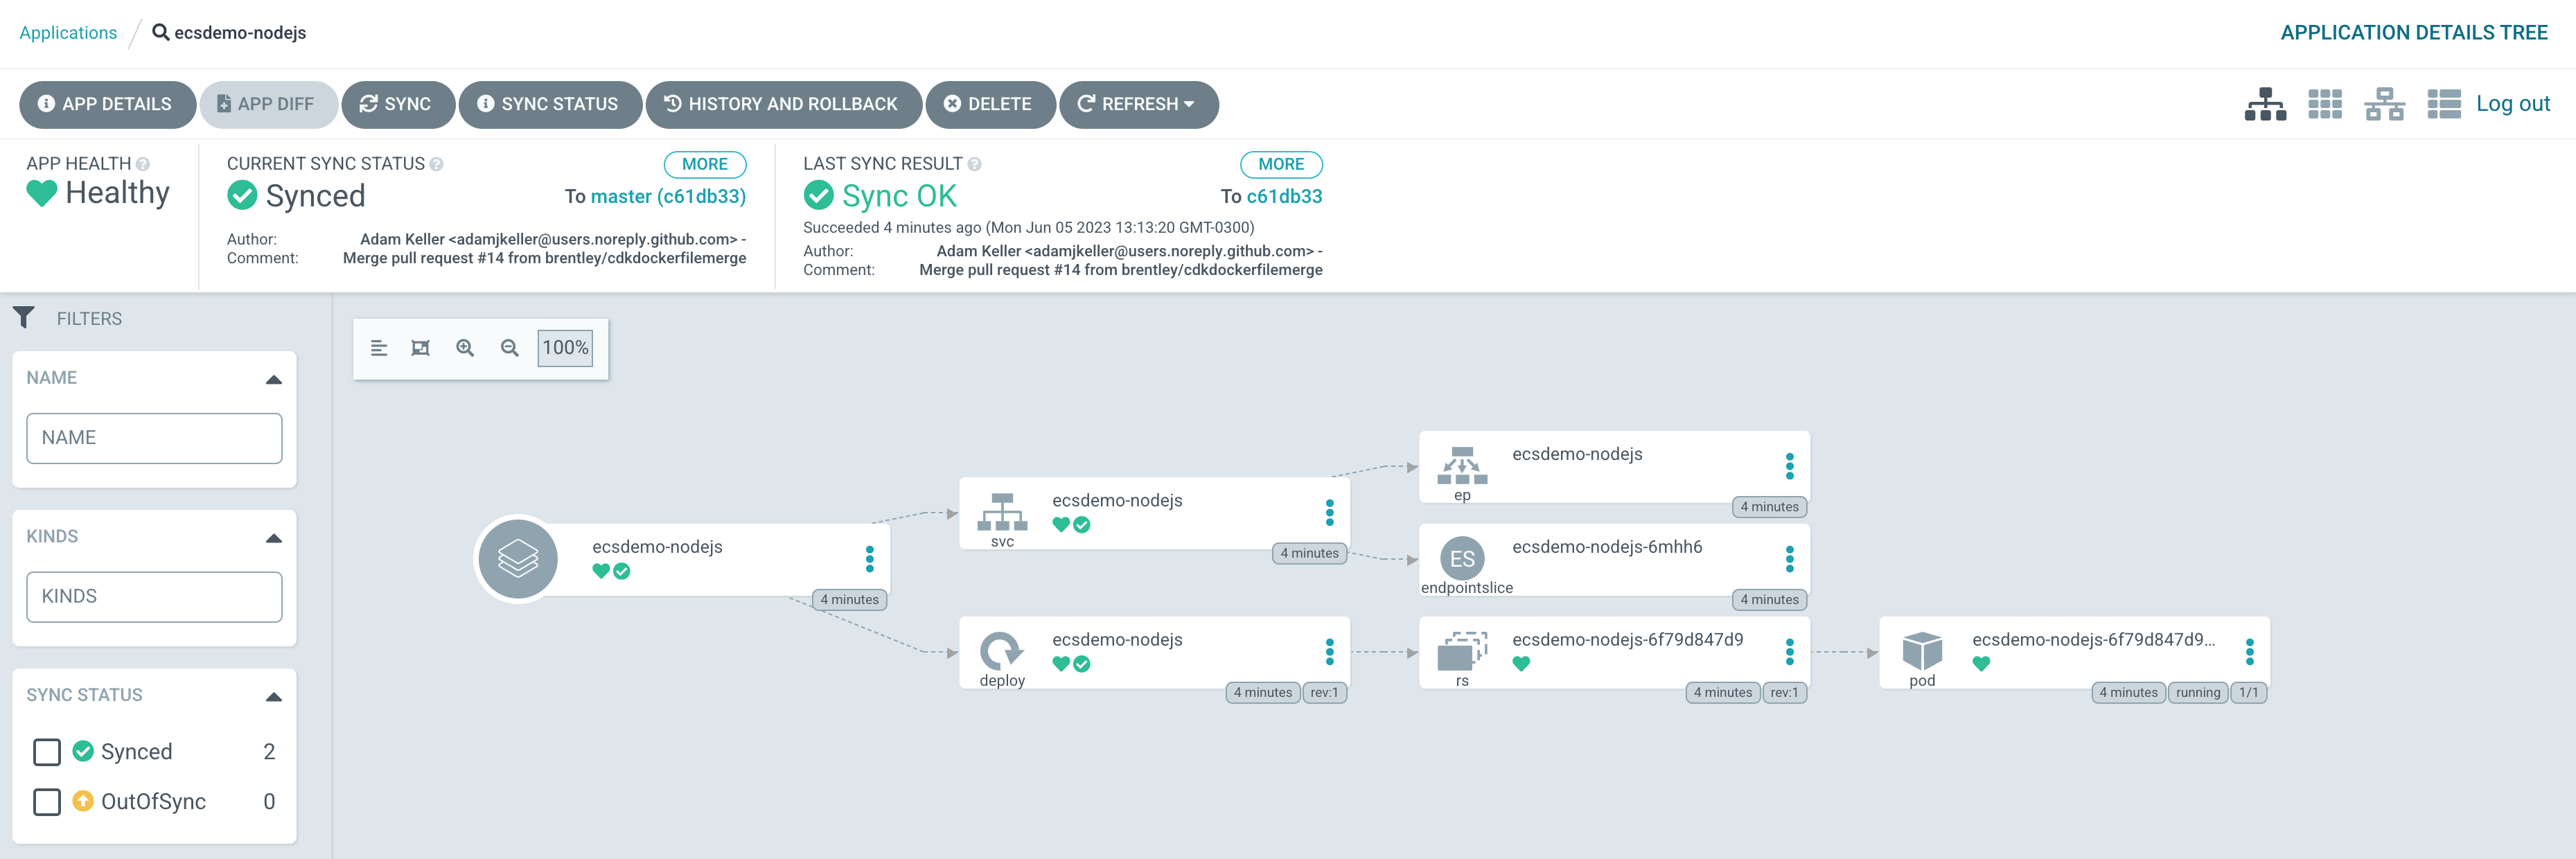 Applications / ecsdemo-nodejs
APPLICATION DETAILS TREE
APP DETAILS
APP DIFF
SYNC
SYNC STATUS
HISTORY AND ROLLBACK
DELETE
REFRESH
Log out
APP HEALTH
Healthy
CURRENT SYNC STATUS
MORE
Synced
To master (c61db33)
Author: Adam Keller <adamjkeller@users.noreply.github.com> -
Comment: Merge pull request #14 from brentley/cdkdockerfilemerge
LAST SYNC RESULT
MORE
Sync OK
To c61db33
Succeeded 4 minutes ago (Mon Jun 05 2023 13:13:20 GMT-0300)
Author: Adam Keller <adamjkeller@users.noreply.github.com> -
Comment: Merge pull request #14 from brentley/cdkdockerfilemerge
FILTERS
NAME
NAME
KINDS
KINDS
SYNC STATUS
Synced 2
OutOfSync 0
100%
ecsdemo-nodejs
4 minutes
ecsdemo-nodejs
svc
4 minutes
ecsdemo-nodejs
deploy
4 minutes
rev:1
ecsdemo-nodejs
ep
4 minutes
ES
ecsdemo-nodejs-6mhh6
endpointslice
4 minutes
ecsdemo-nodejs-6f79d847d9
rs
4 minutes
rev:1
ecsdemo-nodejs-6f79d847d9...
pod
4 minutes
running
1/1